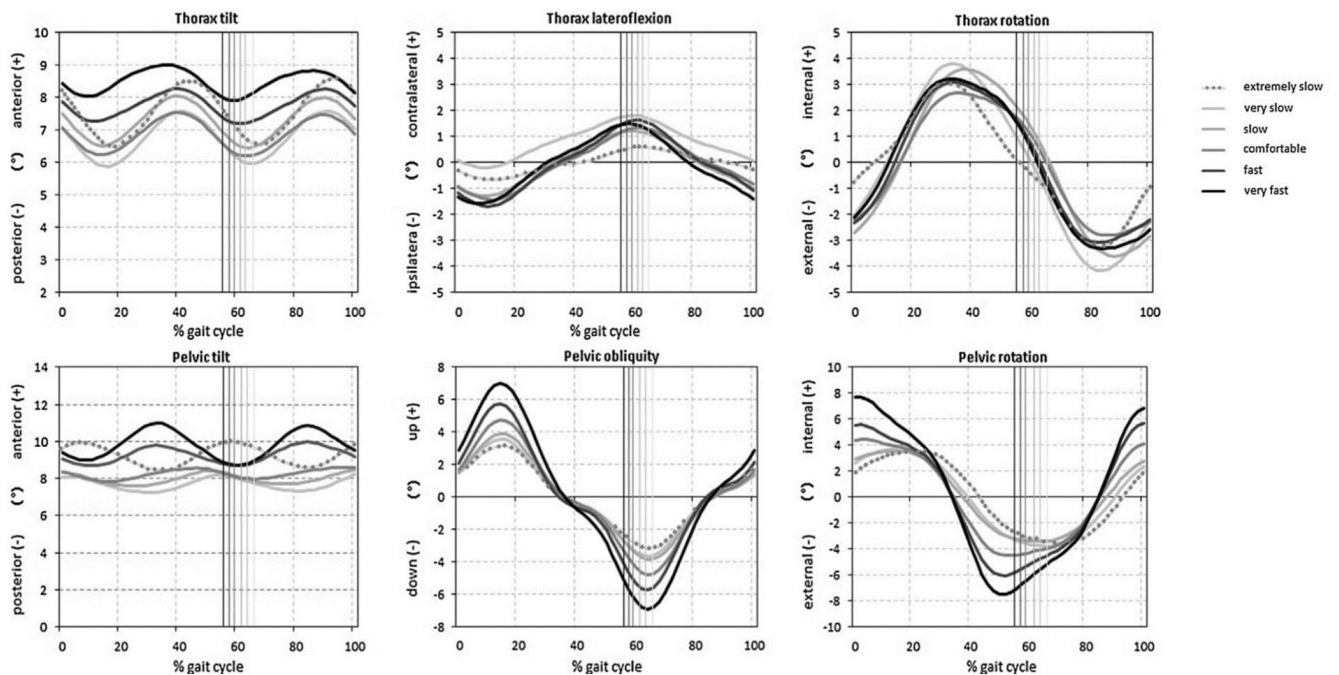 Thorax tilt
10
9
8
7
6
5
4
3
2
anterior (+)
(°)
posterior (-)
0 20 40 60 80 100
% gait cycle
Thorax lateroflexion
5
4
3
2
1
0
-1
-2
-3
-4
-5
contralateral (+)
(°)
ipsilatera (-)
0 20 40 60 80 100
% gait cycle
Thorax rotation
5
4
3
2
1
0
-1
-2
-3
-4
-5
internal (+)
(°)
external (-)
0 20 40 60 80 100
% gait cycle
extremely slow
very slow
slow
comfortable
fast
very fast
Pelvic tilt
14
12
10
8
6
4
2
0
anterior (+)
(°)
posterior (-)
0 20 40 60 80 100
% gait cycle
Pelvic obliquity
8
6
4
2
0
-2
-4
-6
-8
up (+)
(°)
down (-)
0 20 40 60 80 100
% gait cycle
Pelvic rotation
10
8
6
4
2
0
-2
-4
-6
-8
-10
internal (+)
(°)
external (-)
0 20 40 60 80 100
% gait cycle